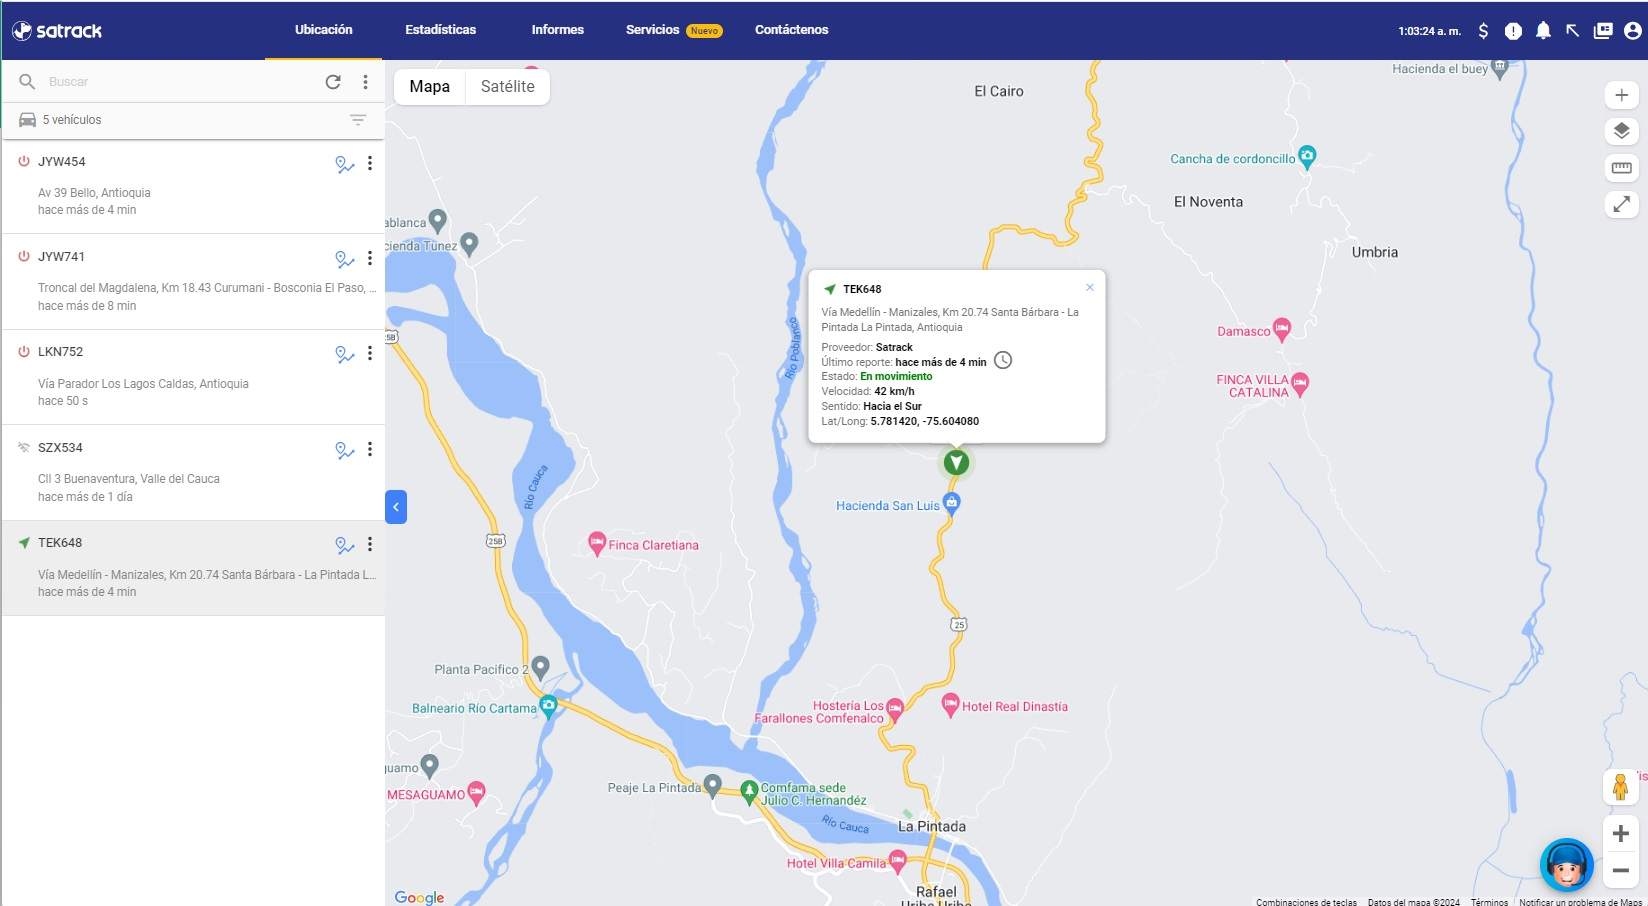 satrack
Ubicación
Estadísticas
Informes
Servicios Nuevo
Contáctenos
1:03:24 a. m.
Buscar
5 vehículos
JYW454
Av 39 Bello, Antioquia
hace más de 4 min
JYW741
Troncal del Magdalena, Km 18.43 Curumani - Bosconia El Paso, ...
hace más de 8 min
LKN752
Vía Parador Los Lagos Caldas, Antioquia
hace 50 s
SZX534
Cll 3 Buenaventura, Valle del Cauca
hace más de 1 día
TEK648
Vía Medellín - Manizales, Km 20.74 Santa Bárbara - La Pintada L...
hace más de 4 min
Mapa
Satélite
El Cairo
Hacienda el buey
Cancha de cordoncillo
El Noventa
Umbria
ablanca
cienda Túnez
Río Poblanco
TEK648
Vía Medellín - Manizales, Km 20.74 Santa Bárbara - La
Pintada La Pintada, Antioquia
Proveedor: Satrack
Último reporte: hace más de 4 min
Estado: En movimiento
Velocidad: 42 km/h
Sentido: Hacia el Sur
Lat/Long: 5.781420, -75.604080
Damasco
FINCA VILLA
CATALINA
25B
Río Cauca
Hacienda San Luis
25B
Finca Claretiana
25
Planta Pacifico 2
Balneario Río Cartama
Hostería Los
Farallones Comfenalco
Hotel Real Dinastía
guamo
MESAGUAMO
Peaje La Pintada
Comfama sede
Julio C. Hernández
Río Cauca
La Pintada
Hotel Villa Camila
Rafael
Uribe Uribe
Google
Combinaciones de teclas
Datos del mapa ©2024
Términos
Notificar un problema de Maps